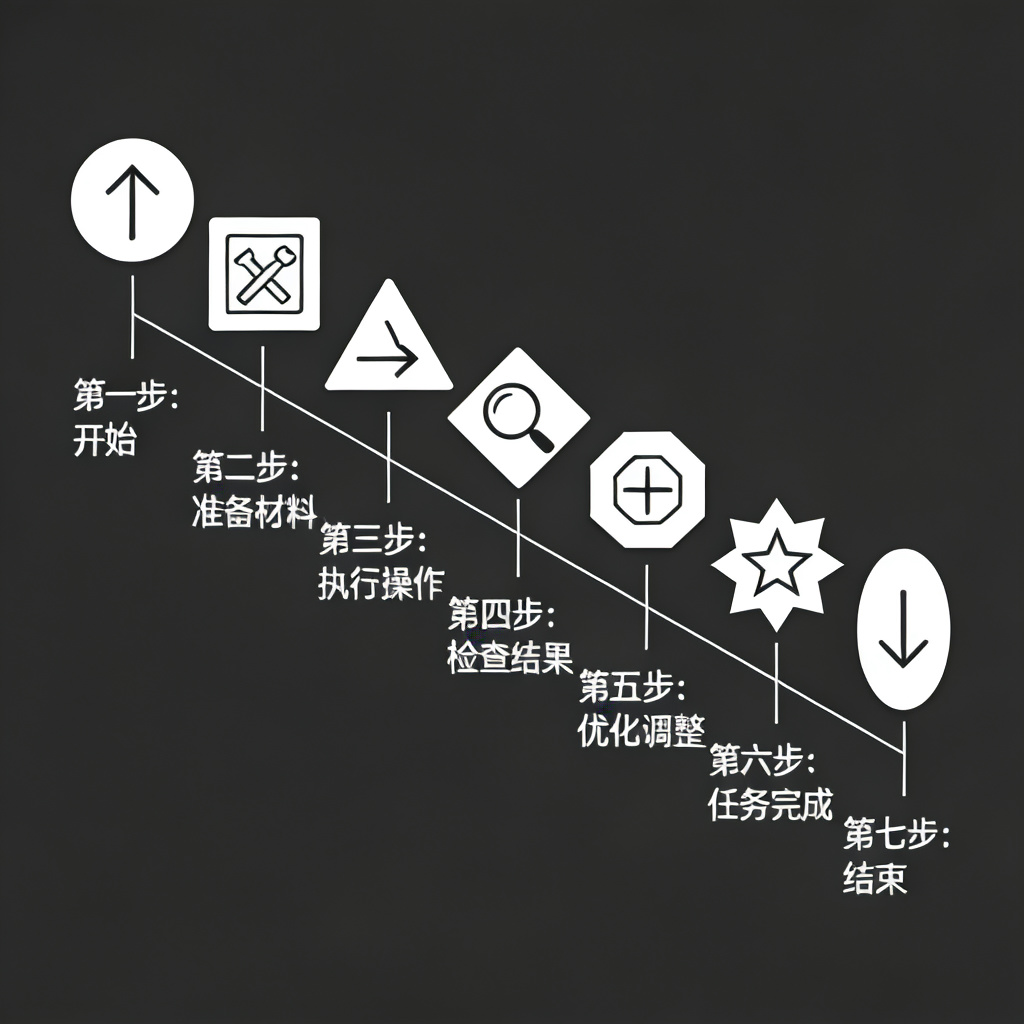 第一步：
开始
第二步：
准备材料
第三步：
执行操作
第四步：
检查结果
第五步：
优化调整
第六步：
任务完成
第七步：
结束